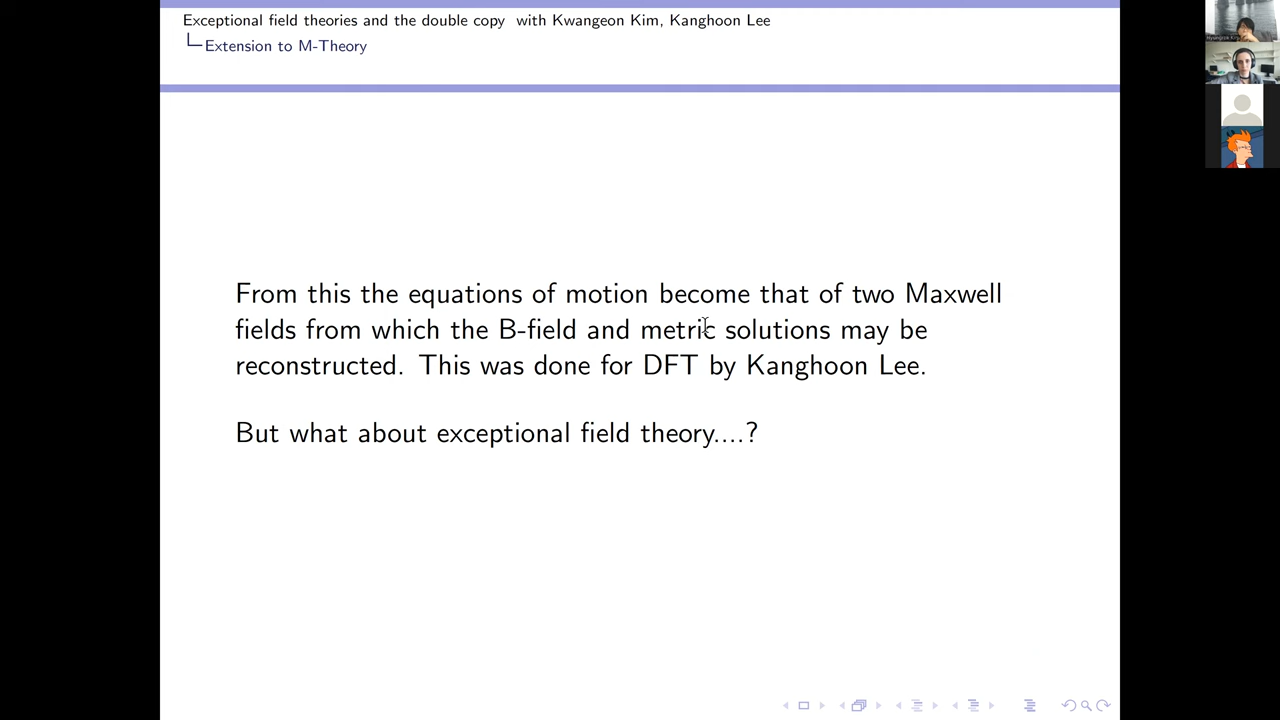 Exceptional field theories and the double copy with Kwangeon Kim, Kanghoon Lee
Extension to M-Theory
From this the equations of motion become that of two Maxwell
fields from which the B-field and metric solutions may be
reconstructed. This was done for DFT by Kanghoon Lee.
But what about exceptional field theory....?